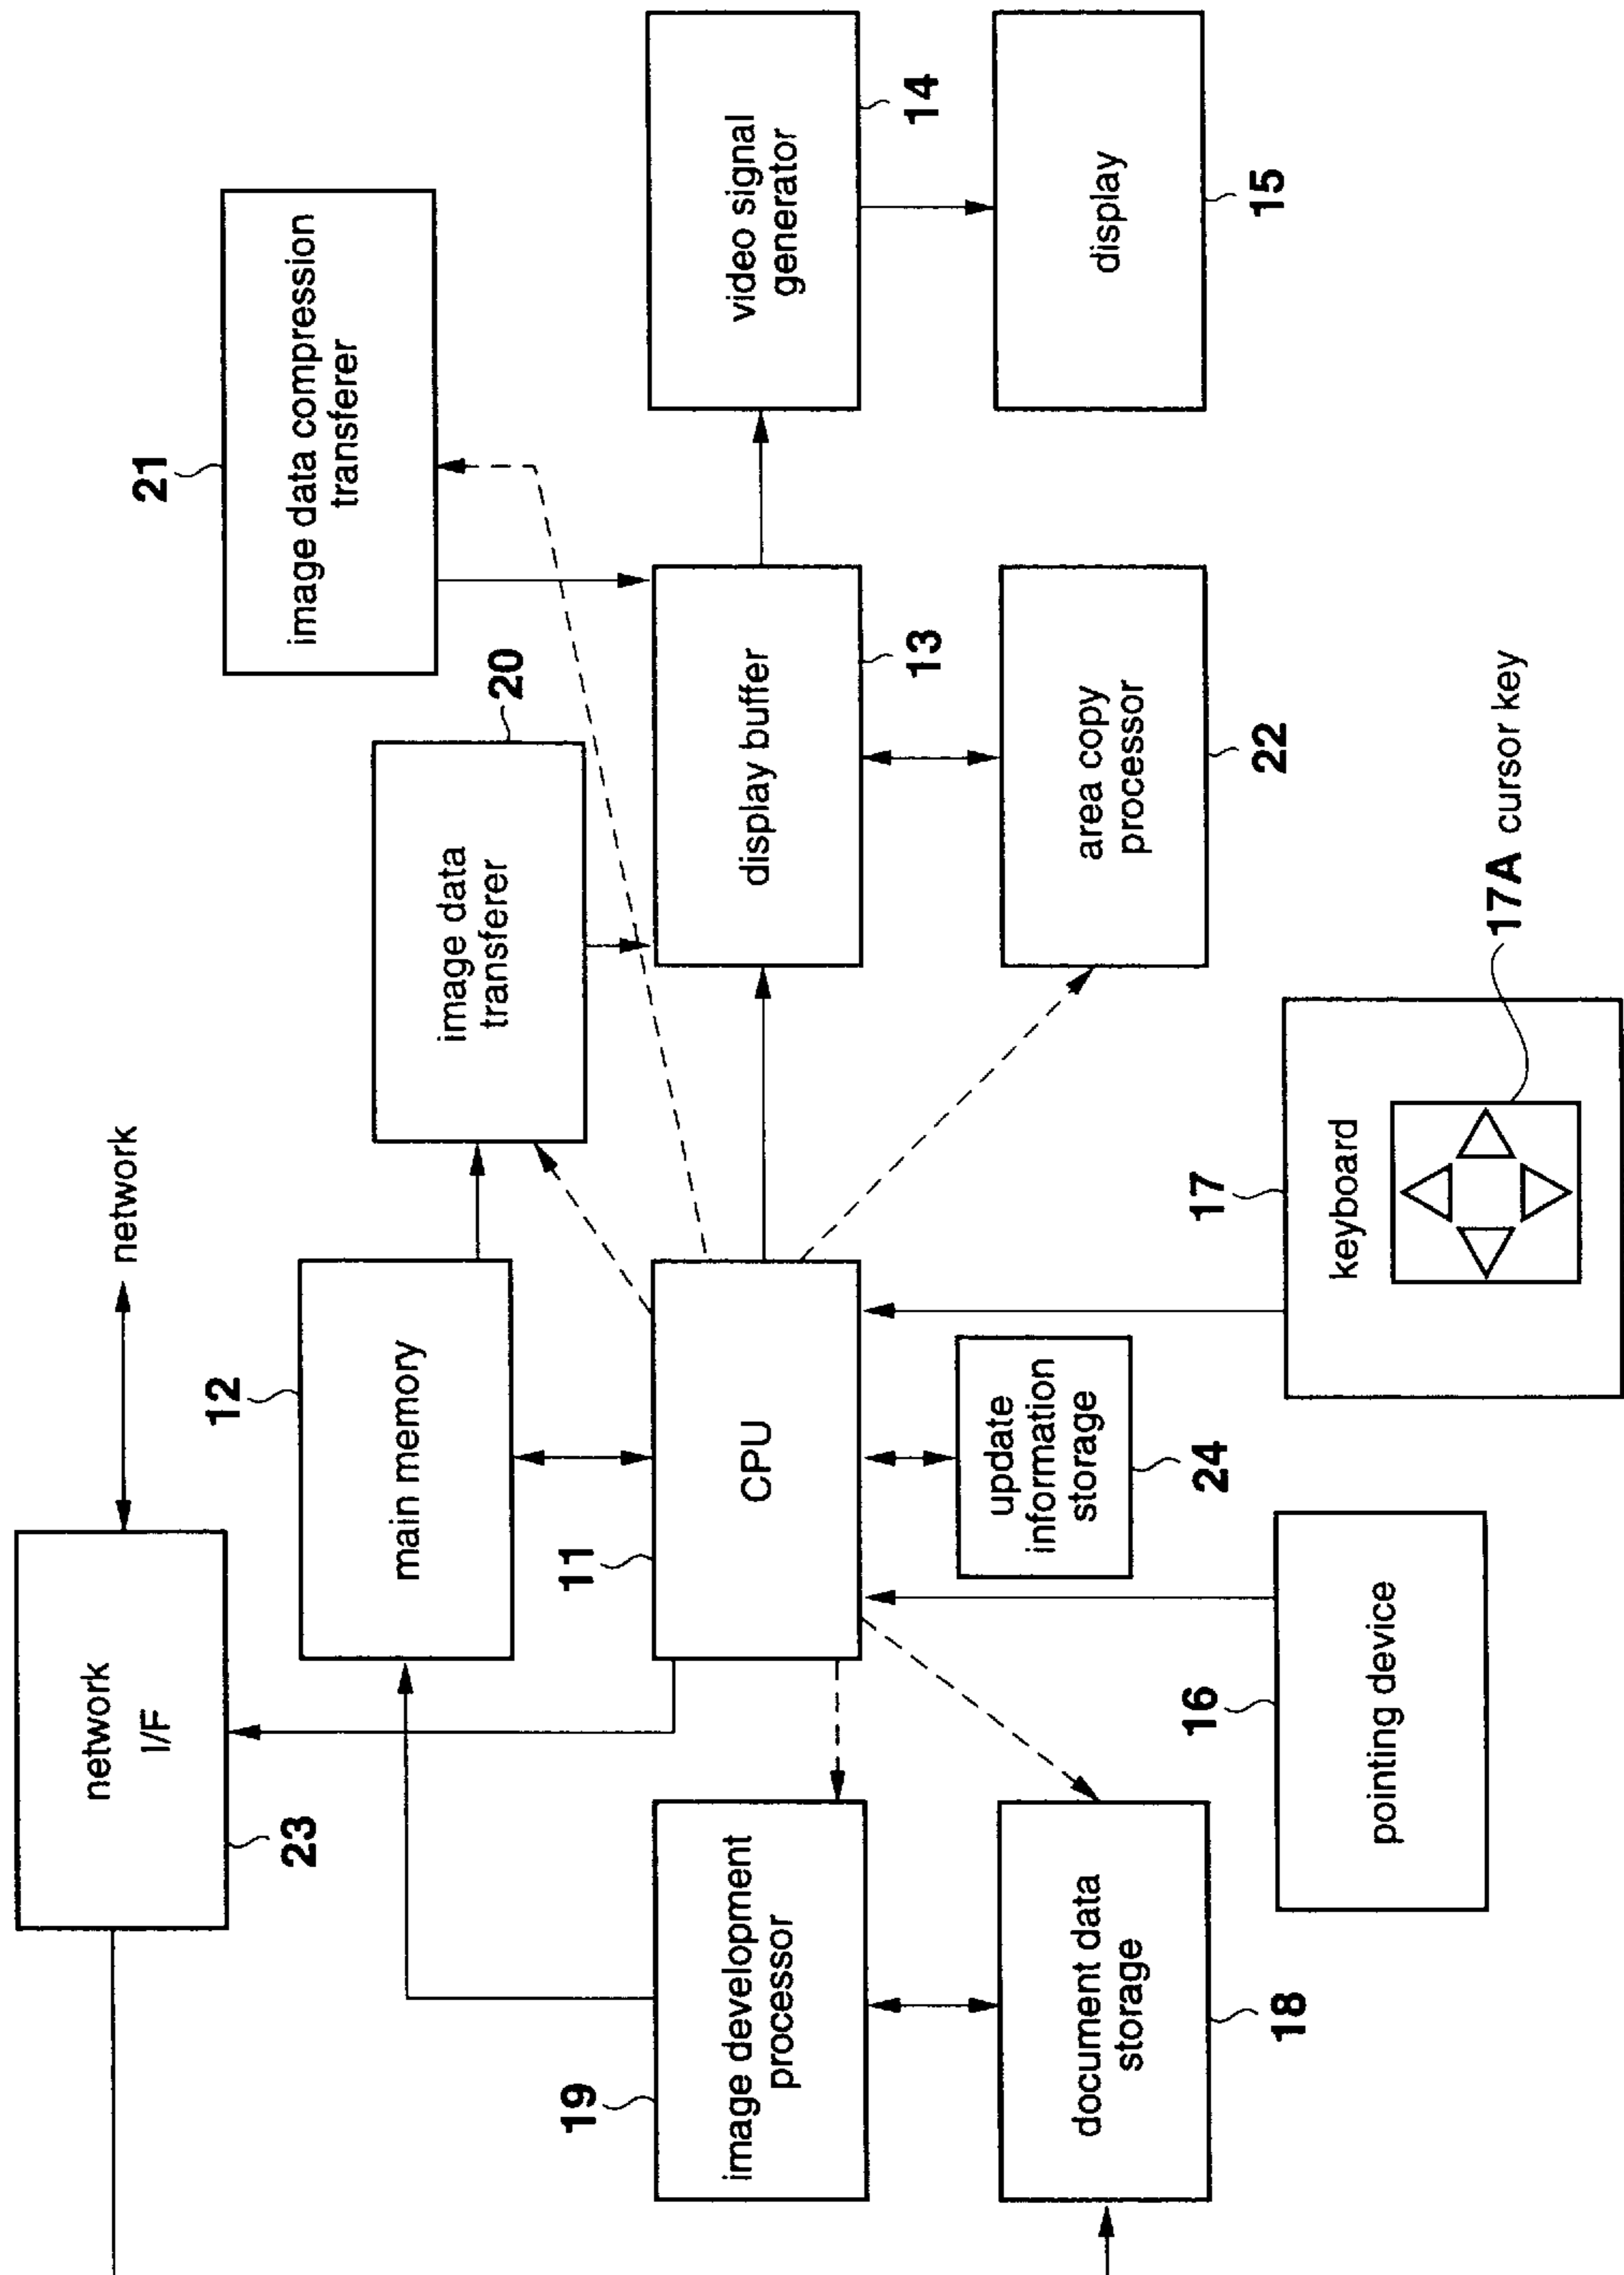 network
I/F
23
network
12
main memory
21
image data compression
transferer
20
image data
transferer
19
image development
processor
11
CPU
display buffer
13
video signal
generator
14
document data
storage
18
update
information
storage
24
area copy
processor
22
display
15
16
pointing device
17
keyboard
17A cursor key